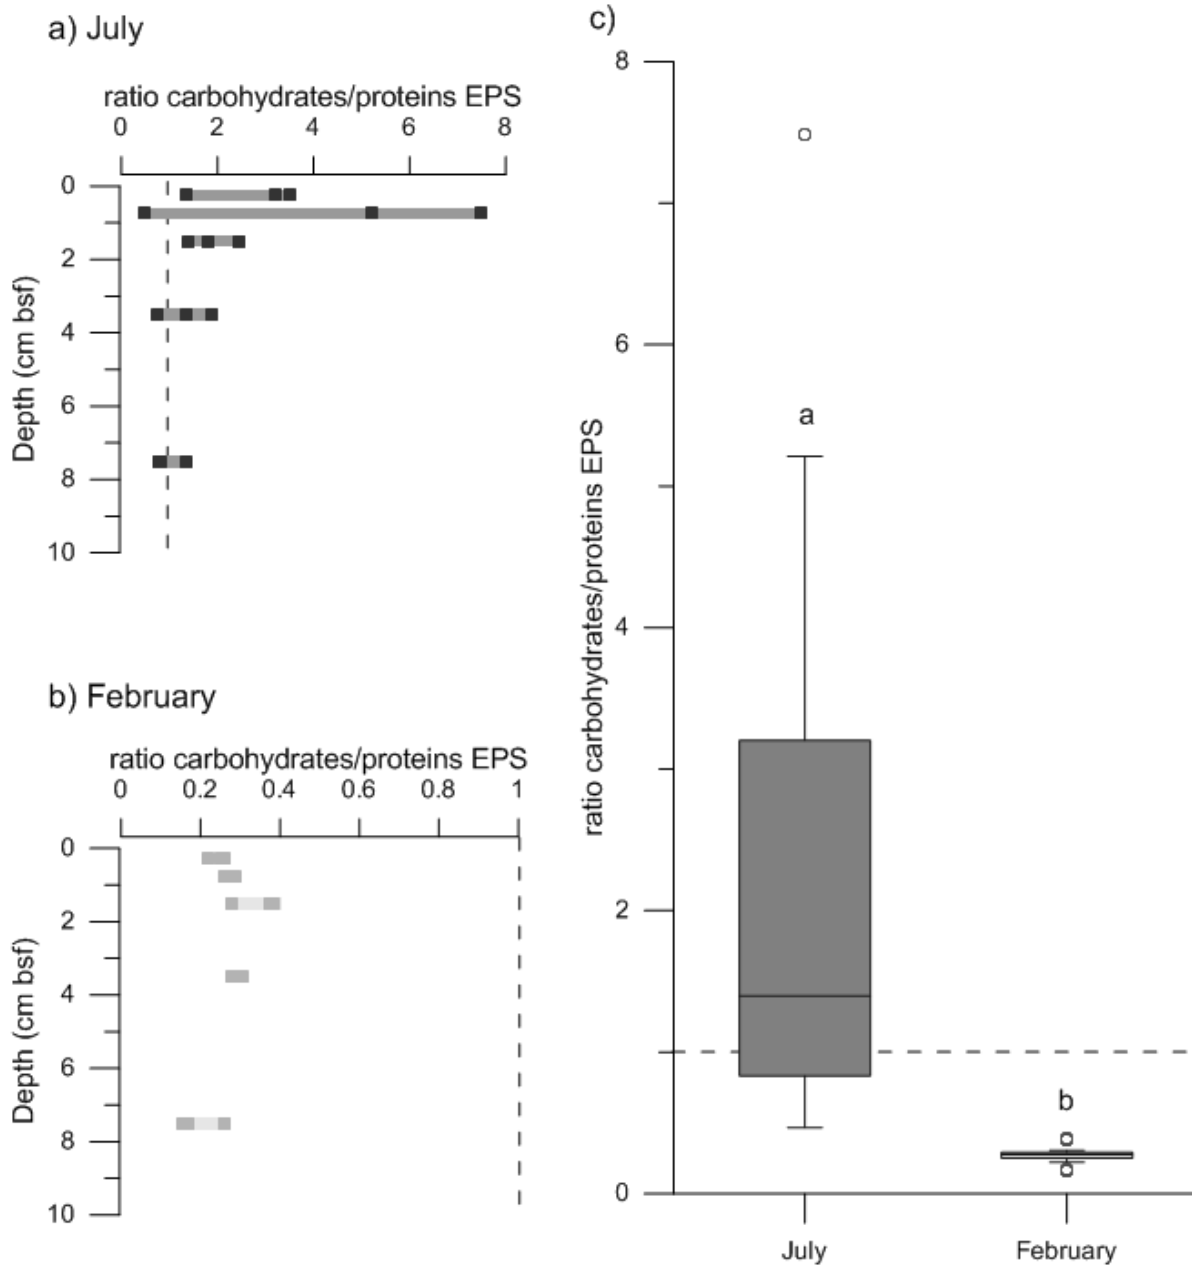 a) July
ratio carbohydrates/proteins EPS
0 2 4 6 8
0
2
4
6
8
10
Depth (cm bsf)
b) February
ratio carbohydrates/proteins EPS
0 0.2 0.4 0.6 0.8 1
0
2
4
6
8
10
Depth (cm bsf)
c)
8
6
4
2
0
ratio carbohydrates/proteins EPS
a
b
July February